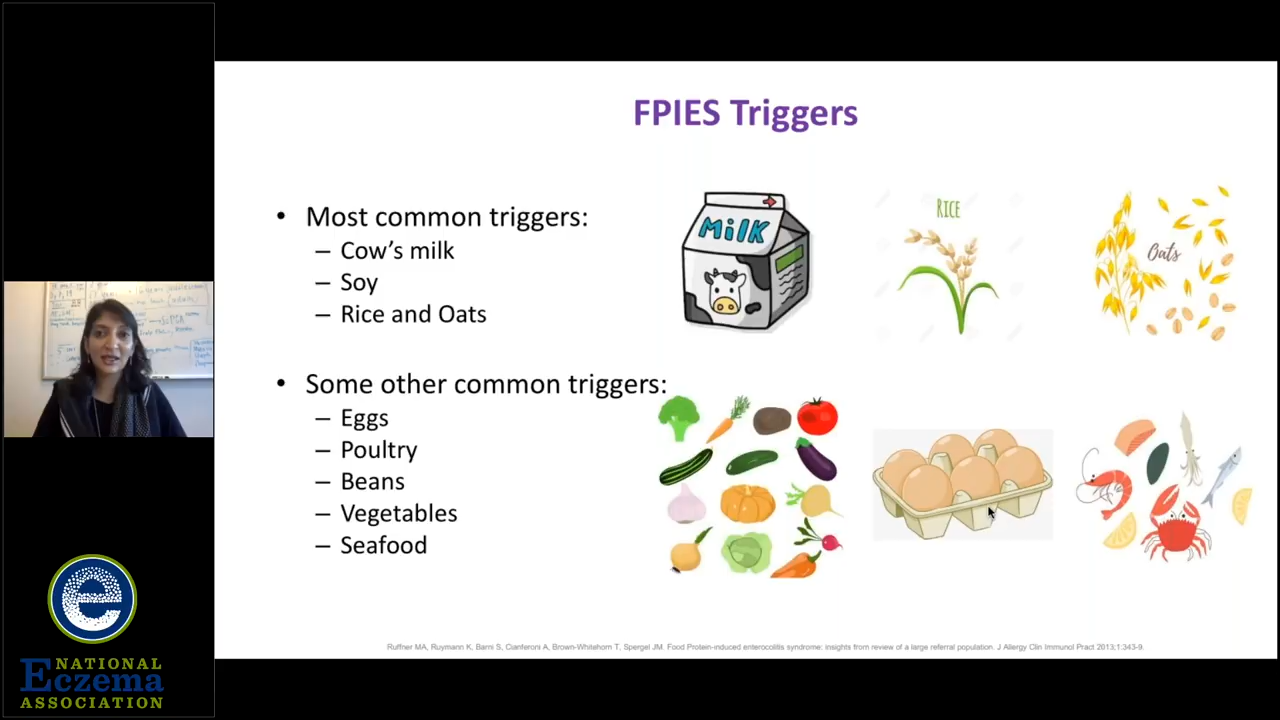 FPIES Triggers
• Most common triggers:
– Cow's milk
– Soy
– Rice and Oats
• Some other common triggers:
– Eggs
– Poultry
– Beans
– Vegetables
– Seafood
Milk
RICE
Oats
Ruffner MA, Ruymann K, Barni S, Cianferoni A, Brown-Whitehorn T, Spergel JM. Food Protein-induced enterocolitis syndrome: insights from review of a large referral population. J Allergy Clin Immunol Pract 2013;1:343-9.
e
NATIONAL
Eczema
ASSOCIATION